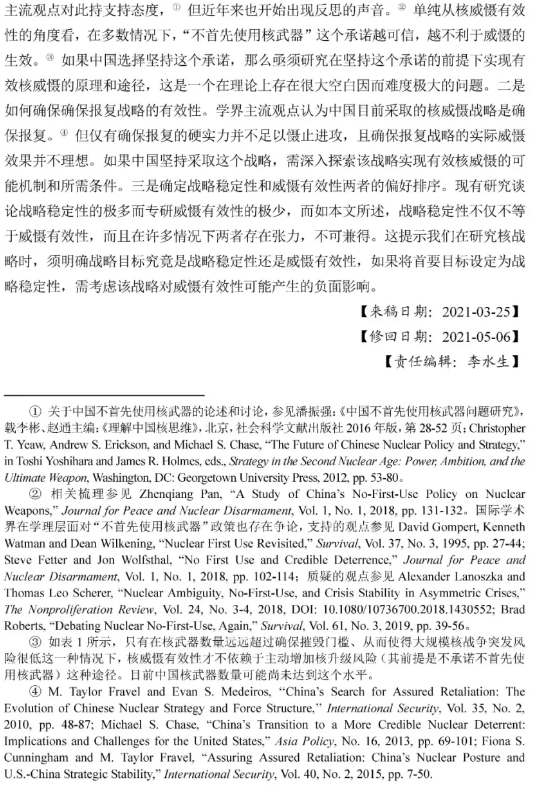 主流观点对此持支持态度，① 但近年来也开始出现反思的声音。② 单纯从核威慑有效
性的角度看，在多数情况下，“不首先使用核武器”这个承诺越可信，越不利于威慑的
生效。③ 如果中国选择坚持这个承诺，那么亟须研究在坚持这个承诺的前提下实现有
效核威慑的原理和途径，这是一个在理论上存在很大空白因而难度极大的问题。二是
如何确保确保报复战略的有效性。学界主流观点认为中国目前采取的核威慑战略是确
保报复。④ 但仅有确保报复的硬实力并不足以慑止进攻，且确保报复战略的实际威慑
效果并不理想。如果中国坚持采取这个战略，需深入探索该战略实现有效核威慑的可
能机制和所需条件。三是确定战略稳定性和威慑有效性两者的偏好排序。现有研究谈
论战略稳定性的极多而专研威慑有效性的极少，而如本文所述，战略稳定性不仅不等
于威慑有效性，而且在许多情况下两者存在张力，不可兼得。这提示我们在研究核战
略时，须明确战略目标究竟是战略稳定性还是威慑有效性，如果将首要目标设定为战
略稳定性，需考虑该战略对威慑有效性可能产生的负面影响。
【来稿日期：2021-03-25】
【修回日期：2021-05-06】
【责任编辑：李水生】
① 关于中国不首先使用核武器的论述和讨论，参见潘振强：《中国不首先使用核武器问题研究》，
载李彬、赵通主编：《理解中国核思维》，北京，社会科学文献出版社 2016 年版，第 28-52 页；Christopher
T. Yeaw, Andrew S. Erickson, and Michael S. Chase, “The Future of Chinese Nuclear Policy and Strategy,”
in Toshi Yoshihara and James R. Holmes, eds., Strategy in the Second Nuclear Age: Power, Ambition, and the
Ultimate Weapon, Washington, DC: Georgetown University Press, 2012, pp. 53-80。
② 相关梳理参见 Zhenqiang Pan, “A Study of China’s No-First-Use Policy on Nuclear
Weapons,” Journal for Peace and Nuclear Disarmament, Vol. 1, No. 1, 2018, pp. 131-132。国际学术
界在学理层面对“不首先使用核武器”政策也存在争论，支持的观点参见 David Gompert, Kenneth
Watman and Dean Wilkening, “Nuclear First Use Revisited,” Survival, Vol. 37, No. 3, 1995, pp. 27-44;
Steve Fetter and Jon Wolfsthal, “No First Use and Credible Deterrence,” Journal for Peace and
Nuclear Disarmament, Vol. 1, No. 1, 2018, pp. 102-114；质疑的观点参见 Alexander Lanoszka and
Thomas Leo Scherer, “Nuclear Ambiguity, No-First-Use, and Crisis Stability in Asymmetric Crises,”
The Nonproliferation Review, Vol. 24, No. 3-4, 2018, DOI: 10.1080/10736700.2018.1430552; Brad
Roberts, “Debating Nuclear No-First-Use, Again,” Survival, Vol. 61, No. 3, 2019, pp. 39-56。
③ 如表 1 所示，只有在核武器数量远远超过确保摧毁门槛、从而使得大规模核战争突发风
险很低这一种情况下，核威慑有效性才不依赖于主动增加核升级风险（其前提是不承诺不首先使
用核武器）这种途径。目前中国核武器数量可能尚未达到这个水平。
④ M. Taylor Fravel and Evan S. Medeiros, “China’s Search for Assured Retaliation: The
Evolution of Chinese Nuclear Strategy and Force Structure,” International Security, Vol. 35, No. 2,
2010, pp. 48-87; Michael S. Chase, “China’s Transition to a More Credible Nuclear Deterrent:
Implications and Challenges for the United States,” Asia Policy, No. 16, 2013, pp. 69-101; Fiona S.
Cunningham and M. Taylor Fravel, “Assuring Assured Retaliation: China’s Nuclear Posture and
U.S.-China Strategic Stability,” International Security, Vol. 40, No. 2, 2015, pp. 7-50.